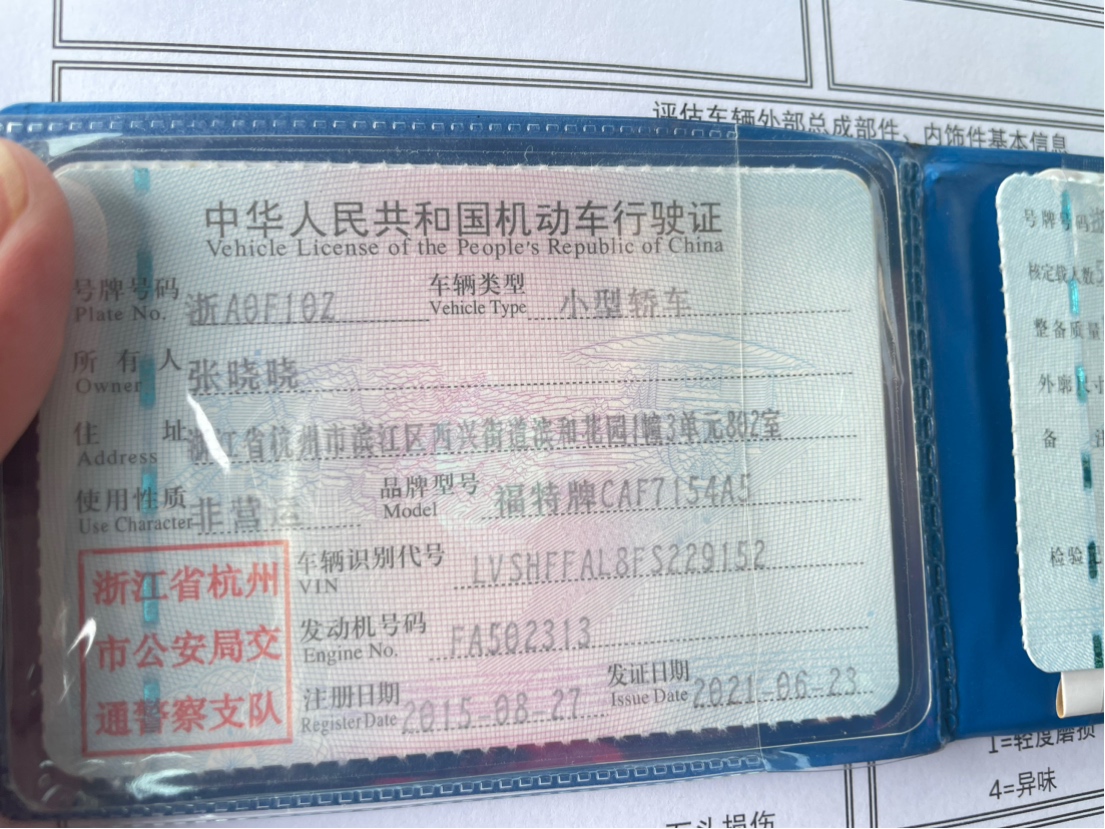 评估车辆外部总成部件、内饰件基本信息
中华人民共和国机动车行驶证
Vehicle License of the People's Republic of China
号牌号码 浙A0F10Z 车辆类型 小型轿车
Plate No. Vehicle Type
所有人 张晓晓
Owner
住址 浙江省杭州市滨江区西兴街道滨和花园1幢3单元802室
Address
使用性质 非营运 品牌型号 福特牌CAF7154A5
Use Character Model
浙江省杭州
市公安局交
通警察支队
车辆识别代号 LVSHFFAL8FS229152
VIN
发动机号码 FA502313
Engine No.
注册日期 2015-08-27 发证日期 2021-06-23
Register Date Issue Date
号牌号码 浙
核定载人数 5
整备质量
外廓尺寸
备 注
检验
1=轻度磨损
4=异味